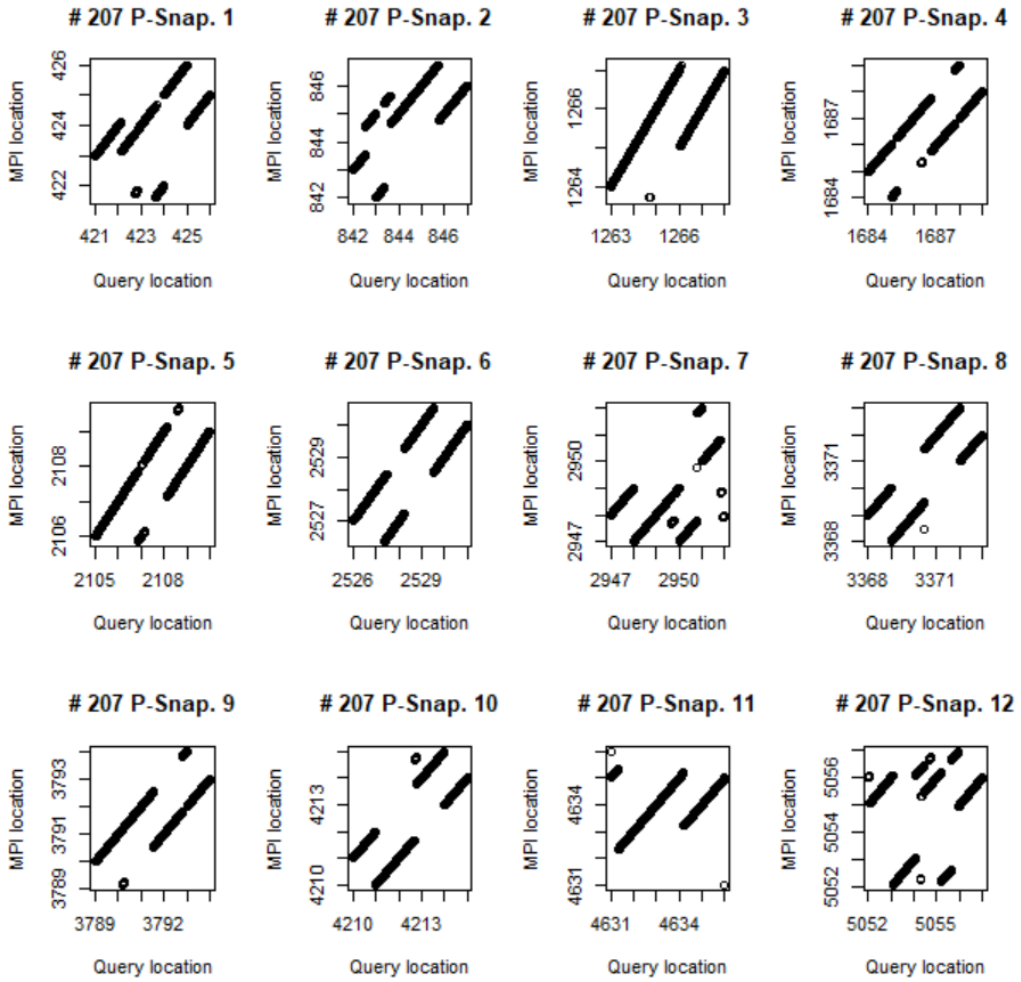 # 207 P-Snap. 1
MPI location
422 424 426
421 423 425
Query location
# 207 P-Snap. 2
MPI location
842 844 846
842 844 846
Query location
# 207 P-Snap. 3
MPI location
1264 1266
1263 1266
Query location
# 207 P-Snap. 4
MPI location
1684 1687
1684 1687
Query location
# 207 P-Snap. 5
MPI location
2106 2108
2105 2108
Query location
# 207 P-Snap. 6
MPI location
2527 2529
2526 2529
Query location
# 207 P-Snap. 7
MPI location
2947 2950
2947 2950
Query location
# 207 P-Snap. 8
MPI location
3368 3371
3368 3371
Query location
# 207 P-Snap. 9
MPI location
3789 3791 3793
3789 3792
Query location
# 207 P-Snap. 10
MPI location
4210 4213
4210 4213
Query location
# 207 P-Snap. 11
MPI location
4631 4634
4631 4634
Query location
# 207 P-Snap. 12
MPI location
5052 5054 5056
5052 5055
Query location